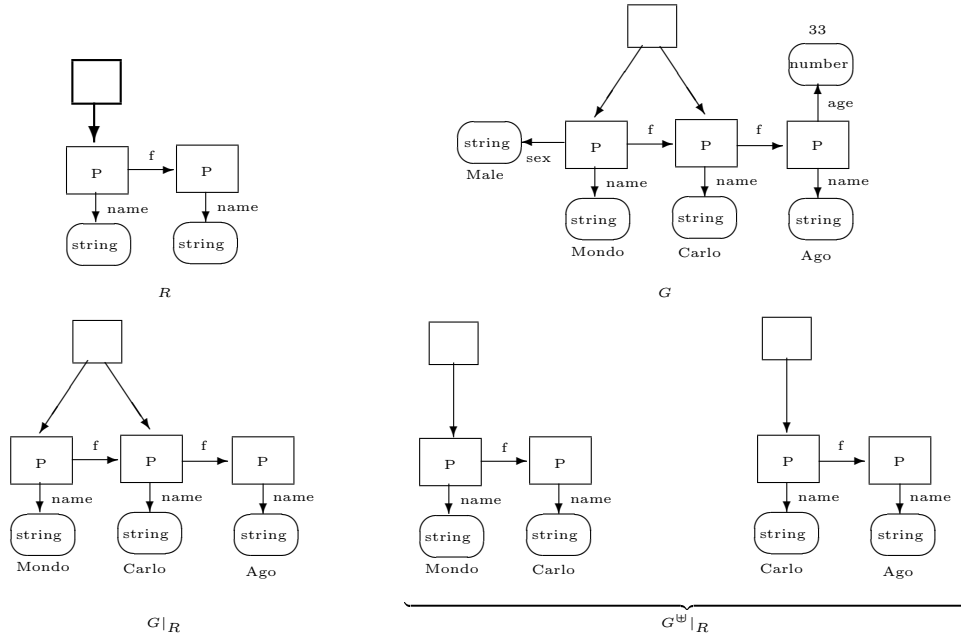 33
number
age
P
f
P
name
name
string
string
R
string
sex
Male
P
f
P
f
P
name
name
name
string
string
string
Mondo
Carlo
Ago
G
P
f
P
f
P
name
name
name
string
string
string
Mondo
Carlo
Ago
G|R
P
f
P
name
name
string
string
Mondo
Carlo
P
f
P
name
name
string
string
Carlo
Ago
G⊎|R